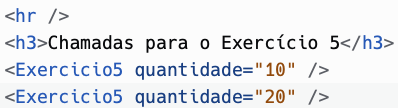 <hr />
<h3>Chamadas para o Exercício 5</h3>
<Exercicio5 quantidade="10" />
<Exercicio5 quantidade="20" />